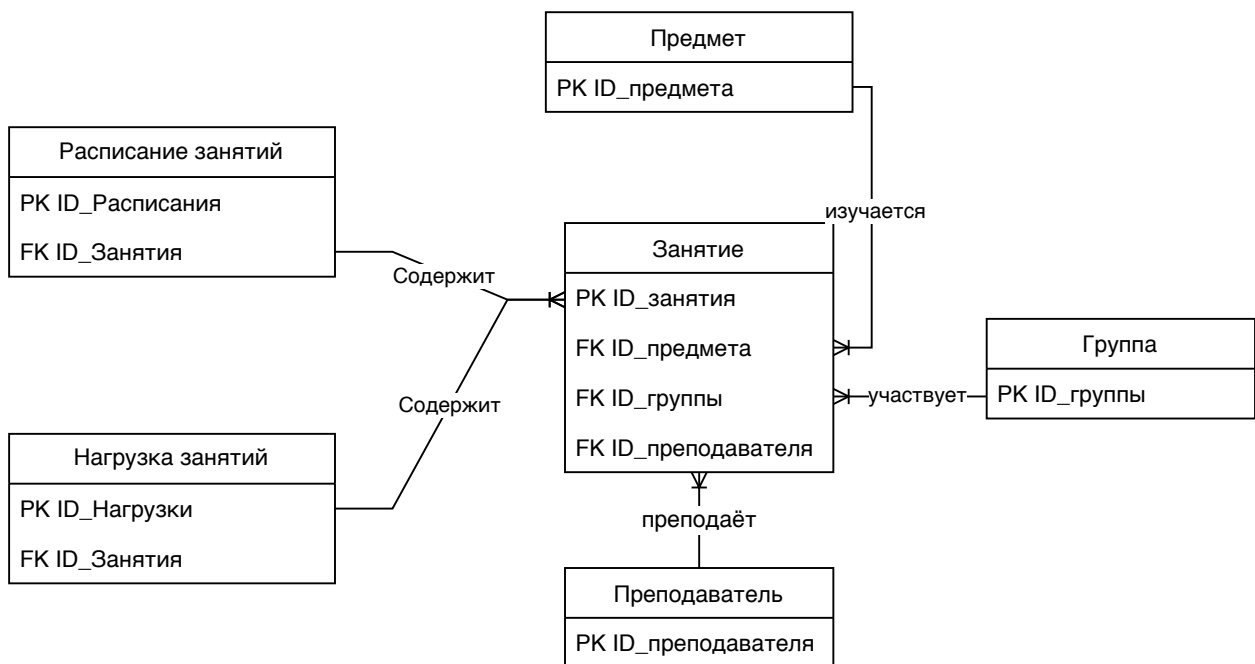 Предмет
PK ID_предмета
Расписание занятий
PK ID_Расписания
FK ID_Занятия
Содержит
изучается
Занятие
PK ID_занятия
FK ID_предмета
FK ID_группы
FK ID_преподавателя
участвует
Группа
PK ID_группы
Содержит
Нагрузка занятий
PK ID_Нагрузки
FK ID_Занятия
преподаёт
Преподаватель
PK ID_преподавателя